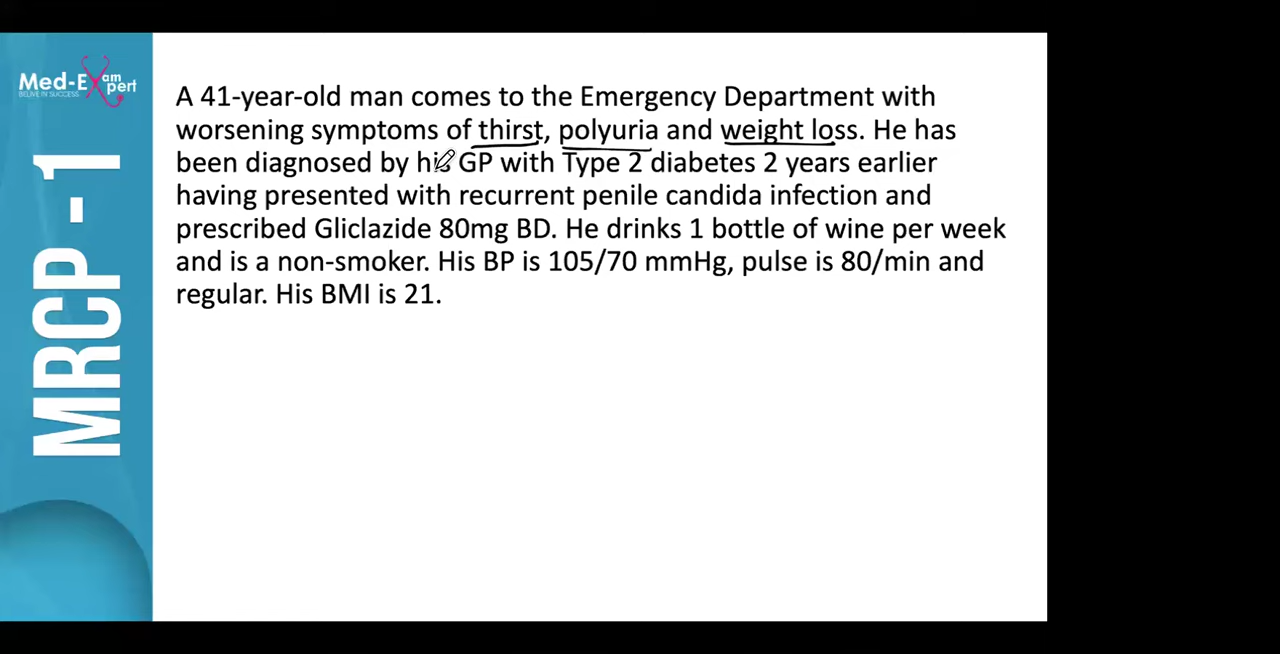 Med-Exam
pert
BELIVE IN SUCCESS
MRCP - 1
A 41-year-old man comes to the Emergency Department with
worsening symptoms of thirst, polyuria and weight loss. He has
been diagnosed by his GP with Type 2 diabetes 2 years earlier
having presented with recurrent penile candida infection and
prescribed Gliclazide 80mg BD. He drinks 1 bottle of wine per week
and is a non-smoker. His BP is 105/70 mmHg, pulse is 80/min and
regular. His BMI is 21.